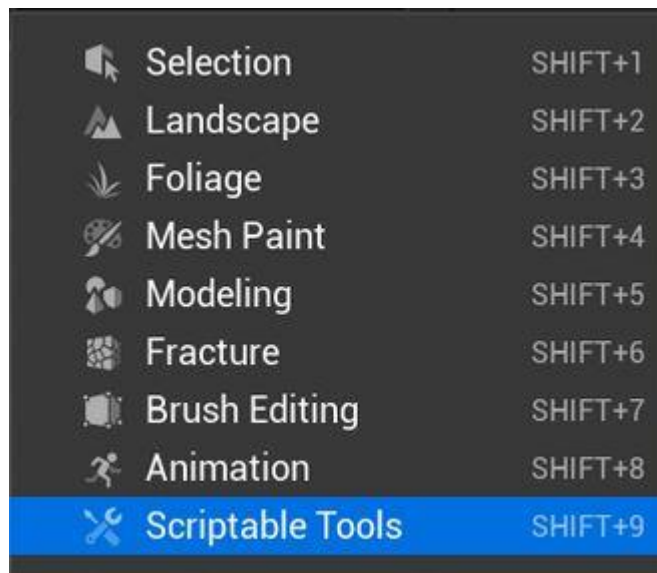 Selection SHIFT+1
Landscape SHIFT+2
Foliage SHIFT+3
Mesh Paint SHIFT+4
Modeling SHIFT+5
Fracture SHIFT+6
Brush Editing SHIFT+7
Animation SHIFT+8
Scriptable Tools SHIFT+9